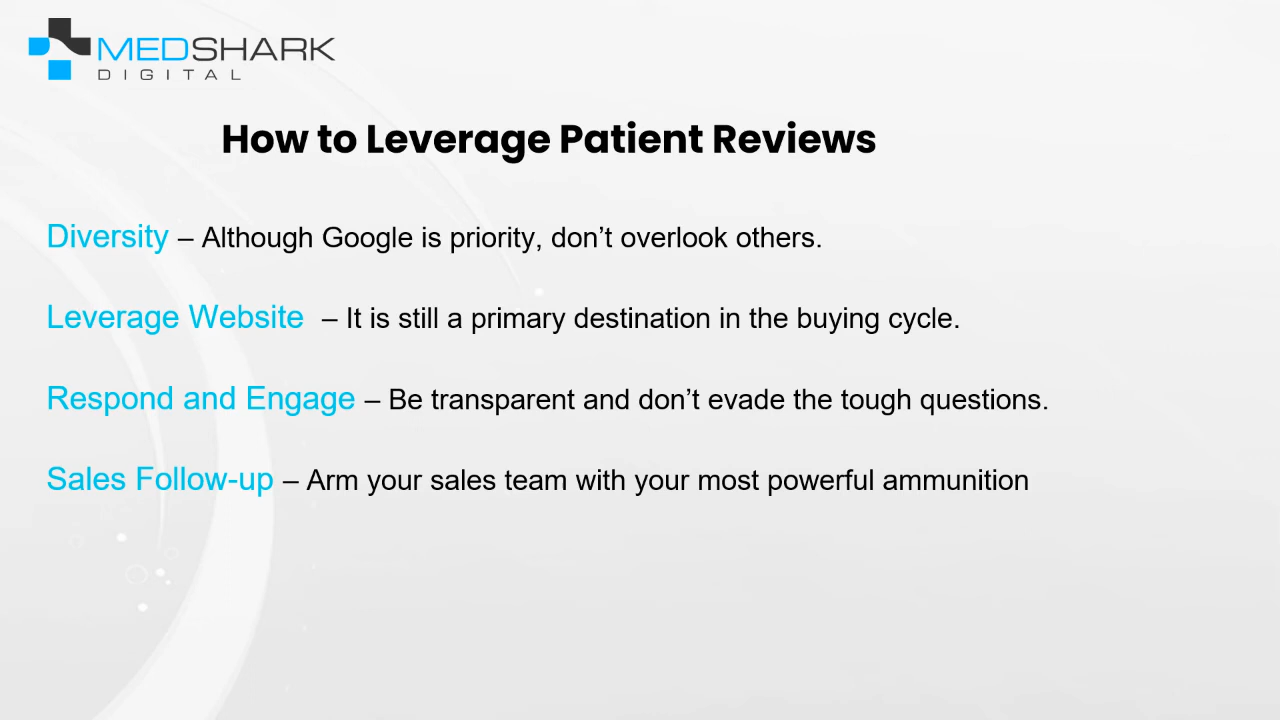 MEDSHARK
DIGITAL
How to Leverage Patient Reviews
Diversity – Although Google is priority, don’t overlook others.
Leverage Website – It is still a primary destination in the buying cycle.
Respond and Engage – Be transparent and don’t evade the tough questions.
Sales Follow-up – Arm your sales team with your most powerful ammunition